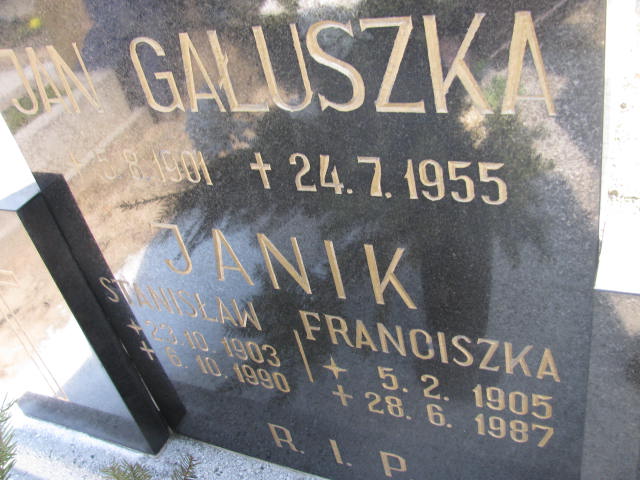 JAN GAŁUSZKA
* 5.8.1901 ✝ 24.7.1955
JANIK
STANISŁAW
* 23.10.1903
✝ 6.10.1990
FRANCISZKA
* 5.2.1905
✝ 28.6.1987
R.I.P